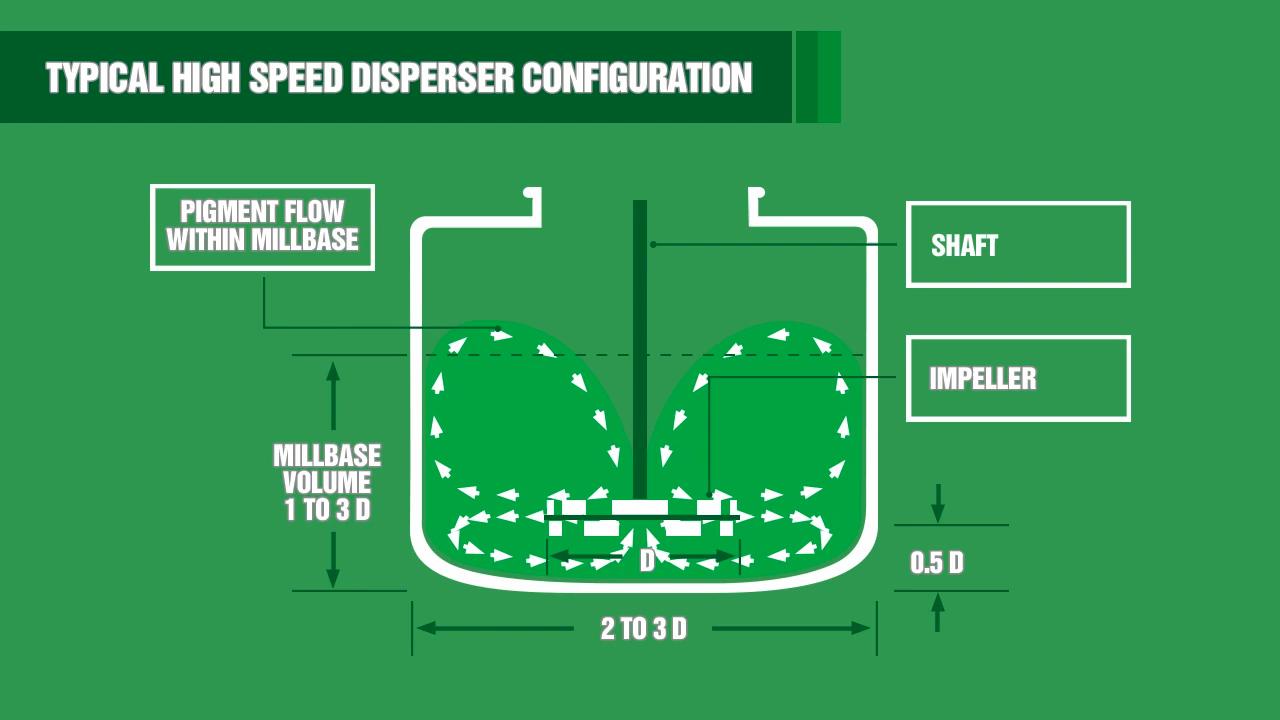 TYPICAL HIGH SPEED DISPERSER CONFIGURATION
PIGMENT FLOW
WITHIN MILLBASE
SHAFT
IMPELLER
MILLBASE
VOLUME
1 TO 3 D
D
0.5 D
2 TO 3 D